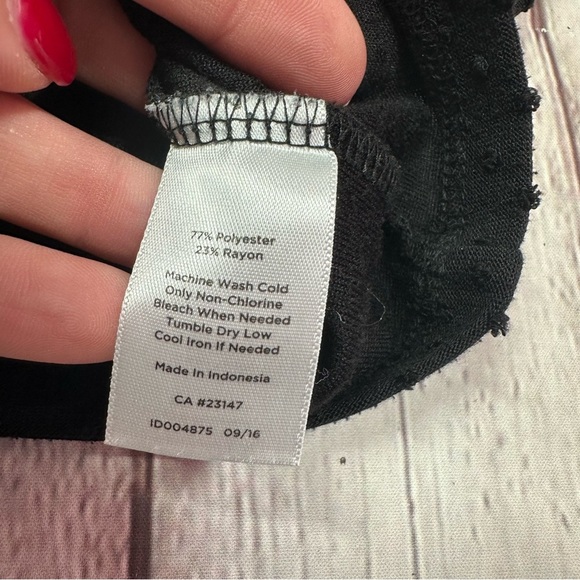 77% Polyester
23% Rayon
Machine Wash Cold
Only Non-Chlorine
Bleach When Needed
Tumble Dry Low
Cool Iron If Needed
Made In Indonesia
CA #23147
ID004875 09/16